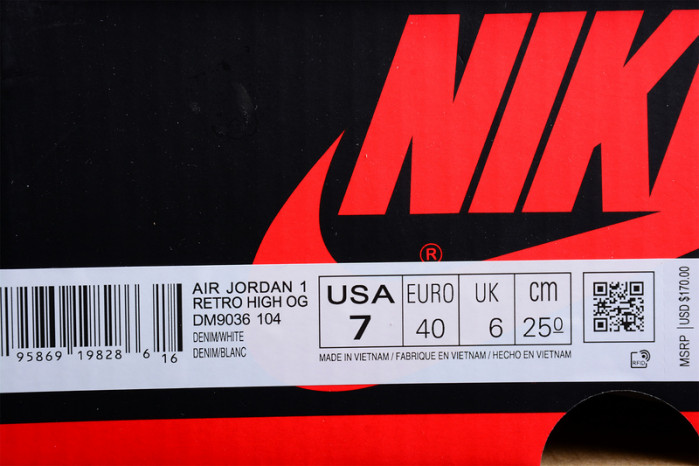 NIK
®
AIR JORDAN 1
RETRO HIGH OG
DM9036 104
DENIM/WHITE
DENIM/BLANC
USA EURO UK cm
7 40 6 25⁰
MADE IN VIETNAM / FABRIQUE EN VIETNAM / HECHO EN VIETNAM
95869 19828 6 16
RFID
MSRP | USD $170.00